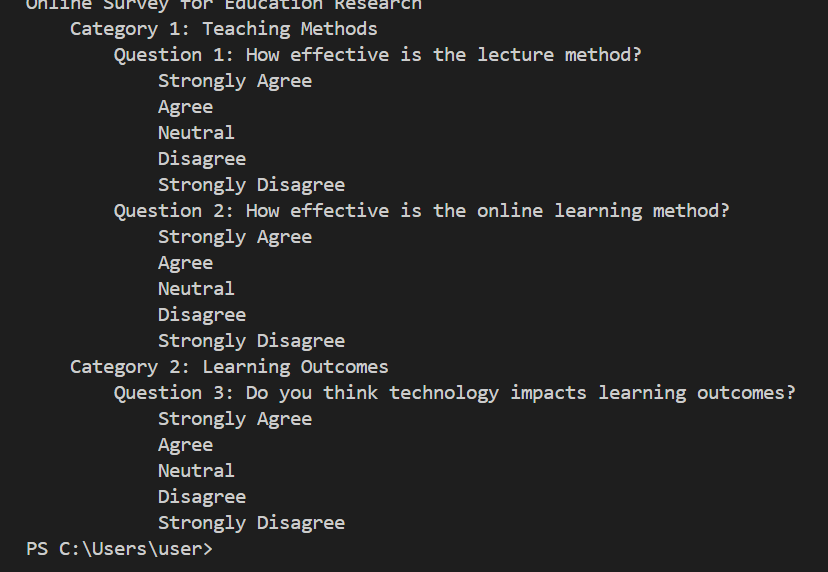 Online Survey for Education Research
Category 1: Teaching Methods
Question 1: How effective is the lecture method?
Strongly Agree
Agree
Neutral
Disagree
Strongly Disagree
Question 2: How effective is the online learning method?
Strongly Agree
Agree
Neutral
Disagree
Strongly Disagree
Category 2: Learning Outcomes
Question 3: Do you think technology impacts learning outcomes?
Strongly Agree
Agree
Neutral
Disagree
Strongly Disagree
PS C:\Users\user>